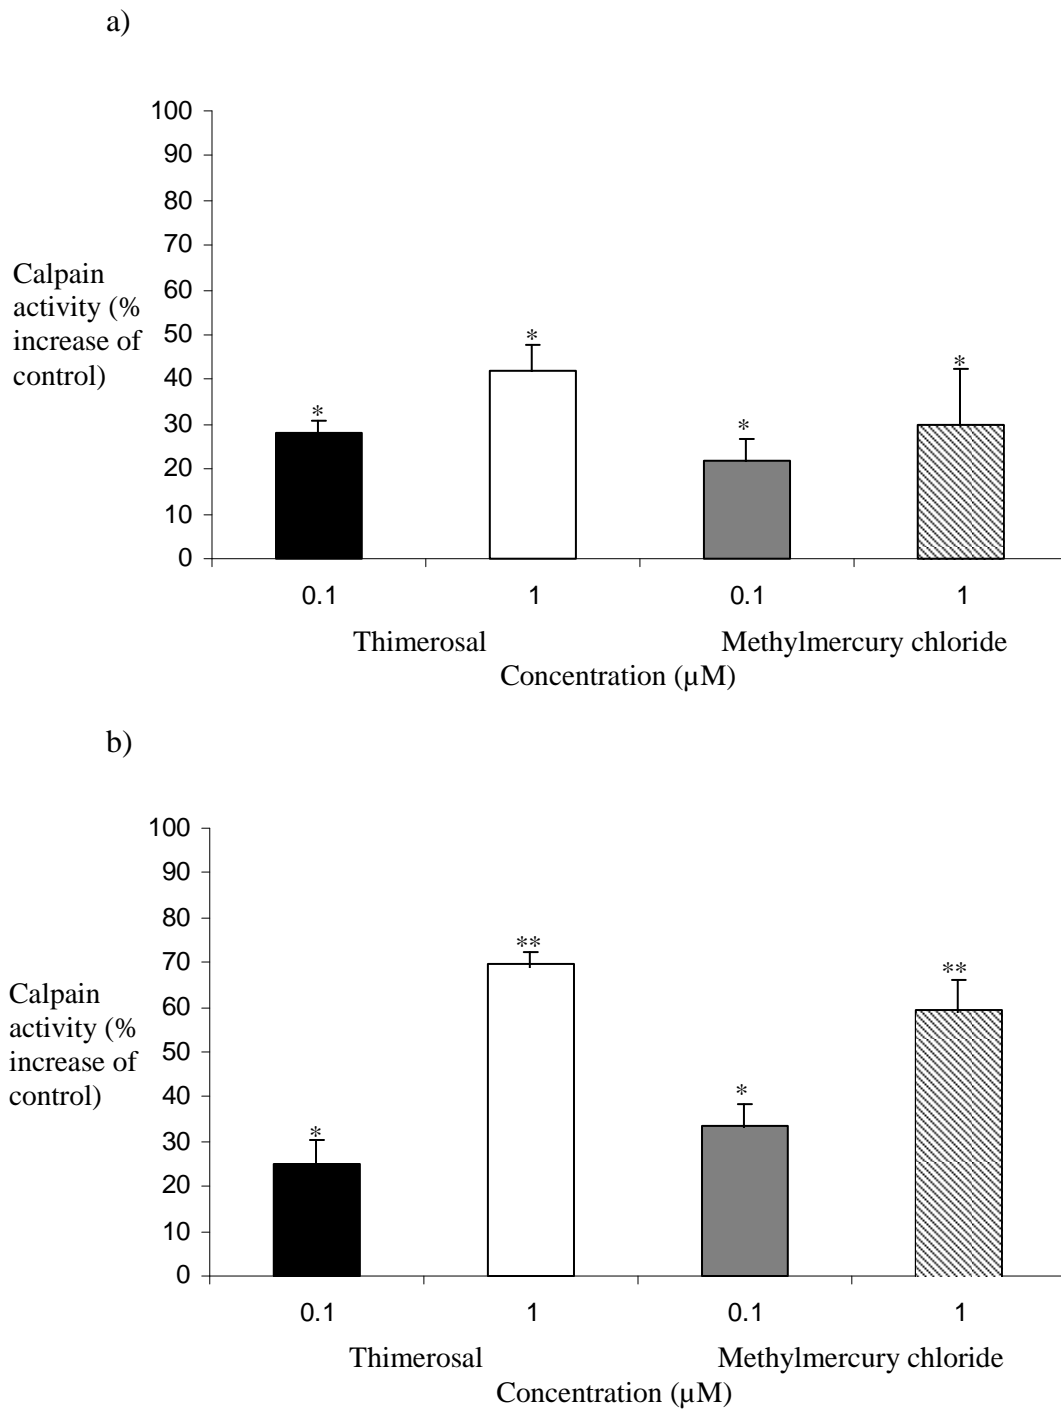 a)
100
90
80
70
60
50
40
30
20
10
0
Calpain
activity (%
increase of
control)
*
*
*
*
0.1
1
0.1
1
Thimerosal
Methylmercury chloride
Concentration (µM)
b)
100
90
80
70
60
50
40
30
20
10
0
Calpain
activity (%
increase of
control)
*
**
*
**
0.1
1
0.1
1
Thimerosal
Methylmercury chloride
Concentration (µM)